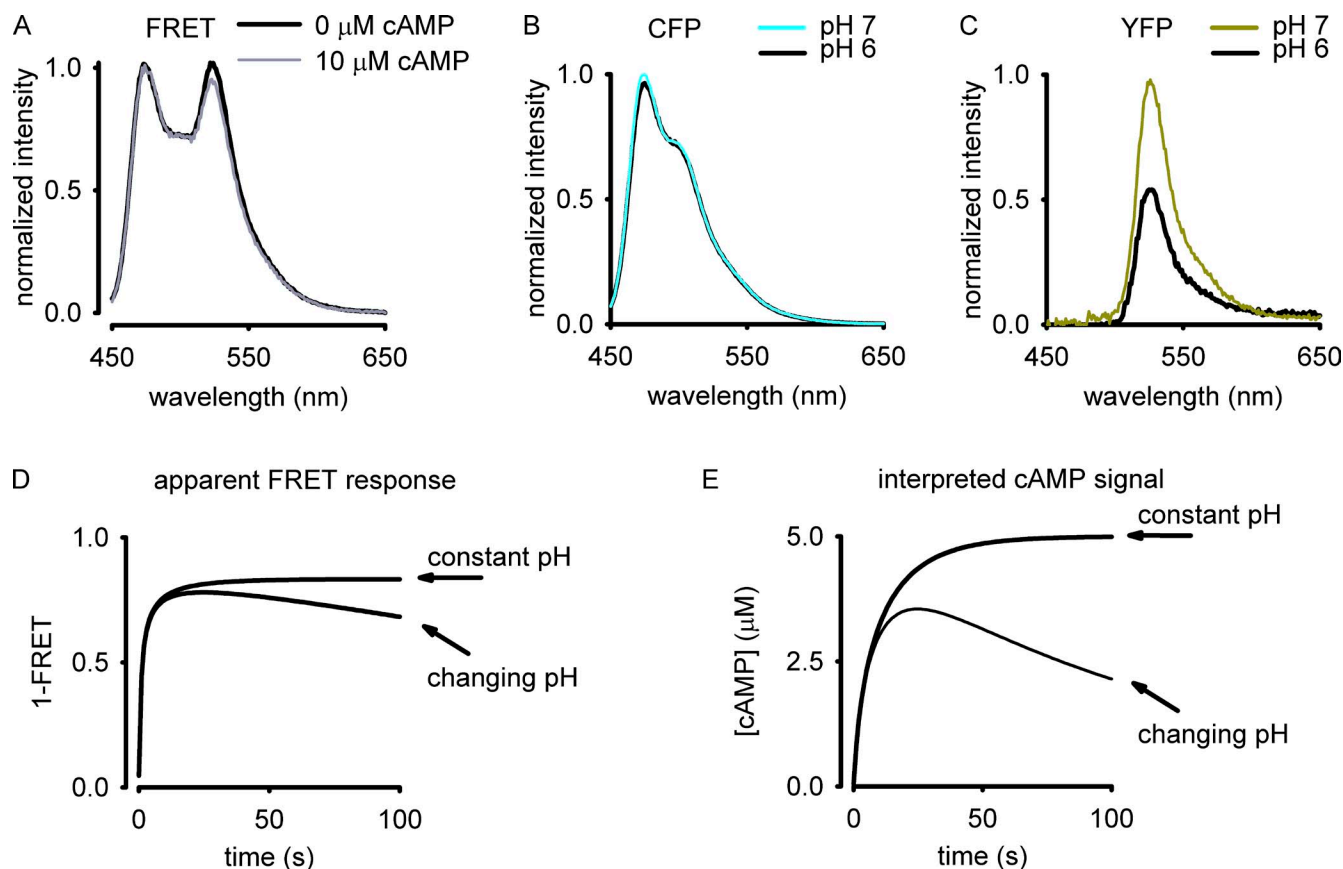 A
FRET
0 μM cAMP
10 μM cAMP
normalized intensity
1.0
0.5
0.0
450
550
650
wavelength (nm)
B
CFP
pH 7
pH 6
normalized intensity
1.0
0.5
0.0
450
550
650
wavelength (nm)
C
YFP
pH 7
pH 6
normalized intensity
1.0
0.5
0.0
450
550
650
wavelength (nm)
D
apparent FRET response
1-FRET
1.0
0.5
0.0
0
50
100
time (s)
constant pH
changing pH
E
interpreted cAMP signal
[cAMP] (μM)
5.0
2.5
0.0
0
50
100
time (s)
constant pH
changing pH